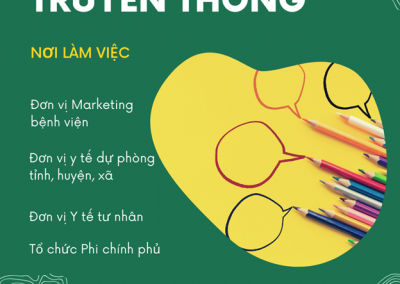 TRUYỀN THÔNG
NƠI LÀM VIỆC
Đơn vị Marketing
bệnh viện
Đơn vị y tế dự phòng
tỉnh, huyện, xã
Đơn vị Y tế tư nhân
Tổ chức Phi chính phủ